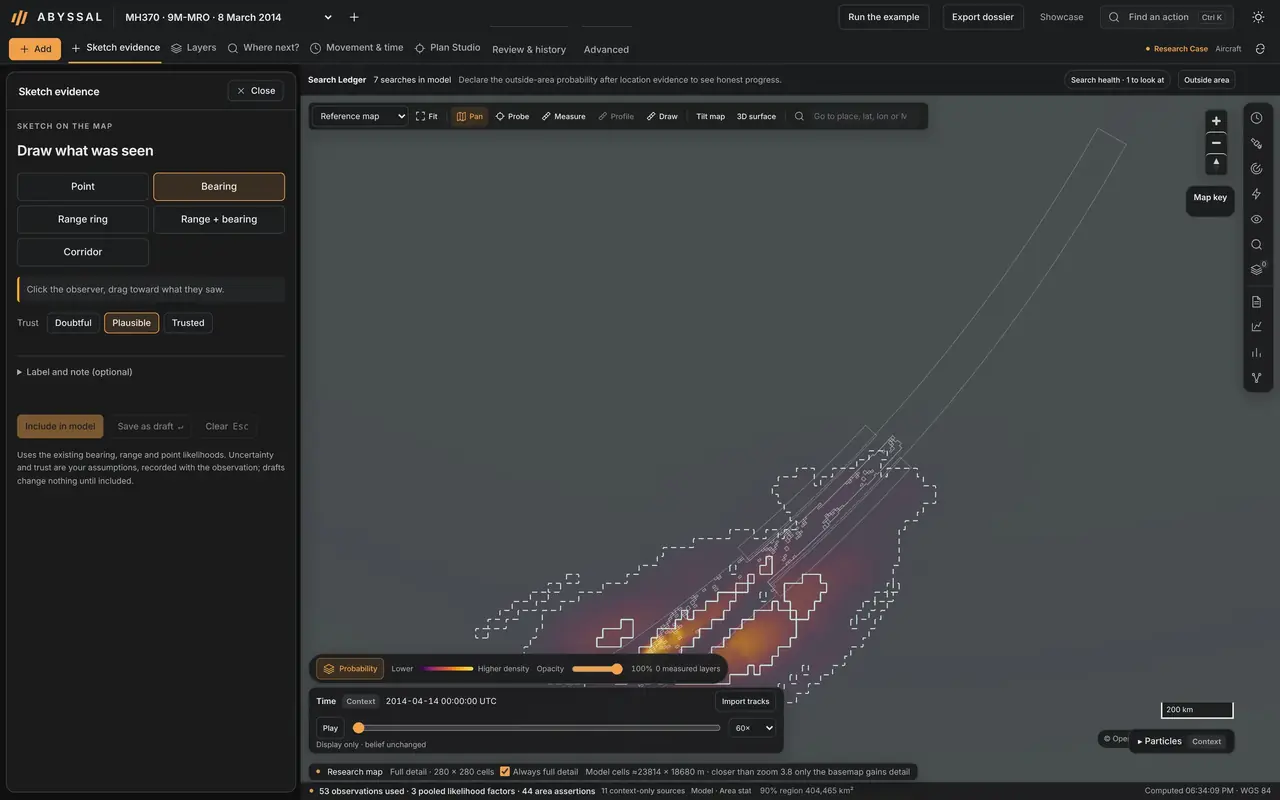 ABYSSAL
MH370 · 9M-MRO · 8 March 2014
Run the example
Export dossier
Showcase
Find an action
Ctrl K
Add
Sketch evidence
Layers
Where next?
Movement & time
Plan Studio
Review & history
Advanced
Research Case
Aircraft
Sketch evidence
Close
SKETCH ON THE MAP
Draw what was seen
Point
Bearing
Range ring
Range + bearing
Corridor
Click the observer, drag toward what they saw.
Trust
Doubtful
Plausible
Trusted
Label and note (optional)
Include in model
Save as draft ↵
Clear Esc
Uses the existing bearing, range and point likelihoods. Uncertainty
and trust are your assumptions, recorded with the observation; drafts
change nothing until included.
Search Ledger 7 searches in model Declare the outside-area probability after location evidence to see honest progress.
Search health · 1 to look at
Outside area
Reference map
Fit
Pan
Probe
Measure
Profile
Draw
Tilt map
3D surface
Go to place, lat, lon or M
Map key
0
Probability
Lower
Higher density
Opacity
100%
0 measured layers
Time
Context
2014-04-14 00:00:00 UTC
Import tracks
Play
60×
Display only · belief unchanged
200 km
© Ope
Particles
Context
Research map Full detail · 280 × 280 cells Always full detail Model cells ≈23814 × 18680 m · closer than zoom 3.8 only the basemap gains detail
53 observations used · 3 pooled likelihood factors · 44 area assertions 11 context-only sources Model · Area stat 90% region 404,465 km²
Computed 06:34:09 PM · WGS 84